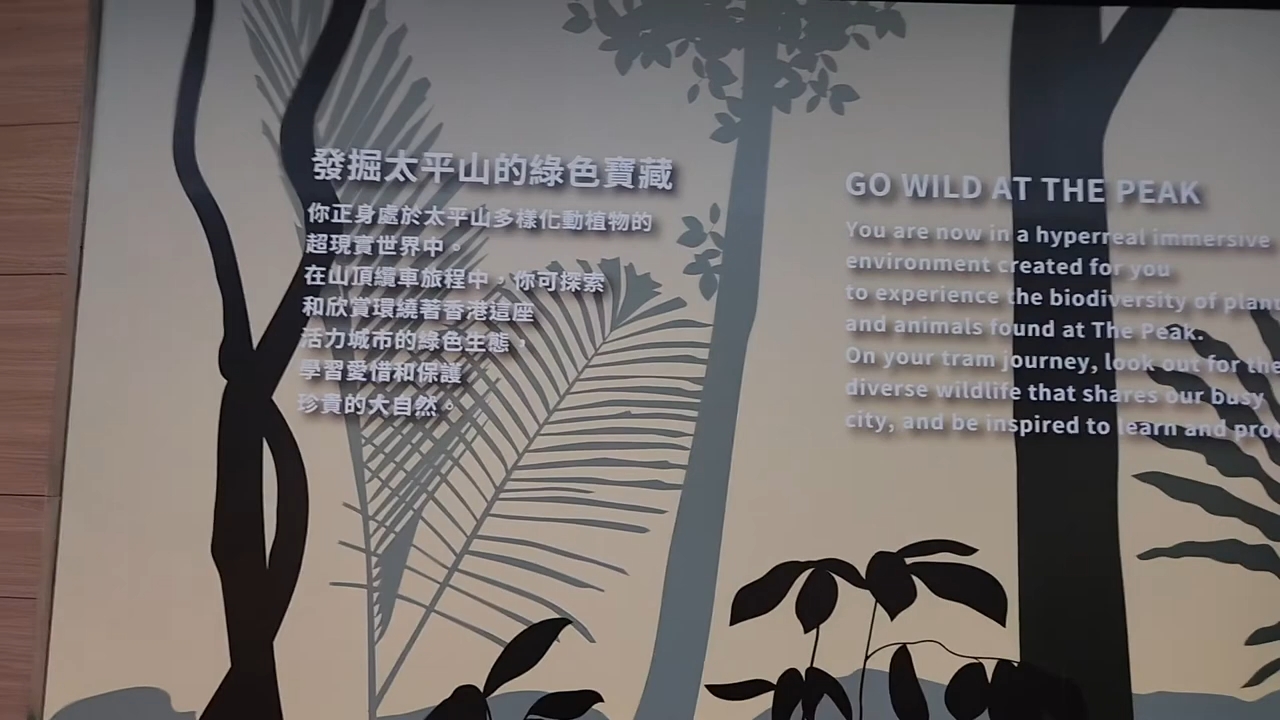 發掘太平山的綠色寶藏
你正身處於太平山多樣化動植物的
超現實世界中。
在山頂纜車旅程中，你可探索
和欣賞環繞著香港這座
活力城市的綠色生態，
學習愛惜和保護
珍貴的大自然。
GO WILD AT THE PEAK
You are now in a hyperreal immersive
environment created for you
to experience the biodiversity of
and animals found at The Peak.
On your tram journey, look out for the
diverse wildlife that shares our busy
city, and be inspired to learn and